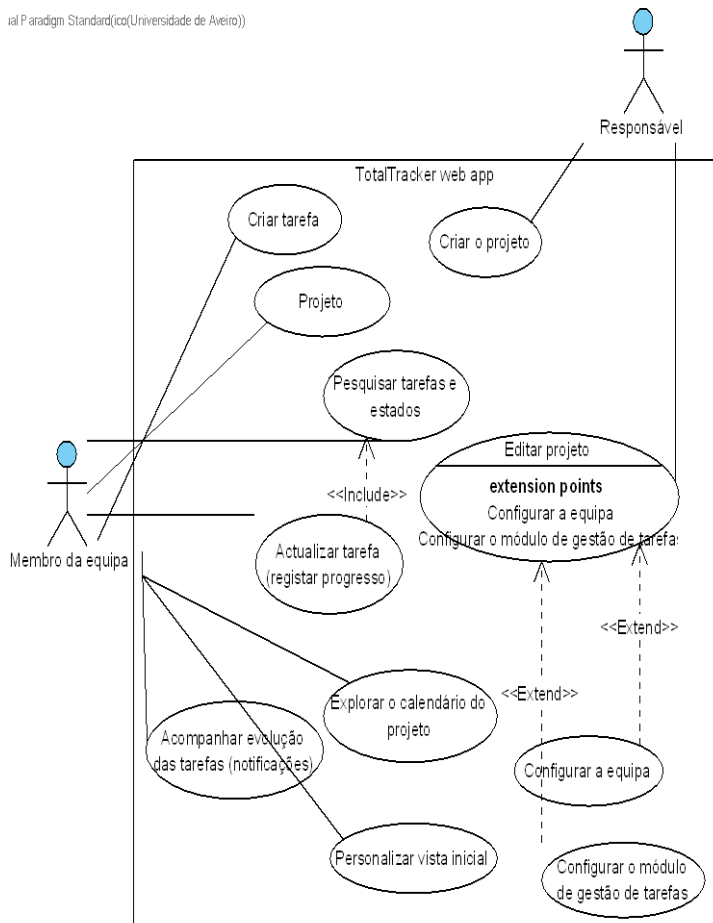 ual Paradigm Standard(ico(Universidade de Aveiro))
Responsável
TotalTracker web app
Criar tarefa
Criar o projeto
Projeto
Pesquisar tarefas e
estados
Editar projeto
extension points
Configurar a equipa
Configurar o módulo de gestão de tarefas
<<Include>>
Membro da equipa
Actualizar tarefa
(registar progresso)
<<Extend>>
<<Extend>>
Explorar o calendário do
projeto
Acompanhar evolução
das tarefas (notificações)
Configurar a equipa
Personalizar vista inicial
Configurar o módulo
de gestão de tarefas